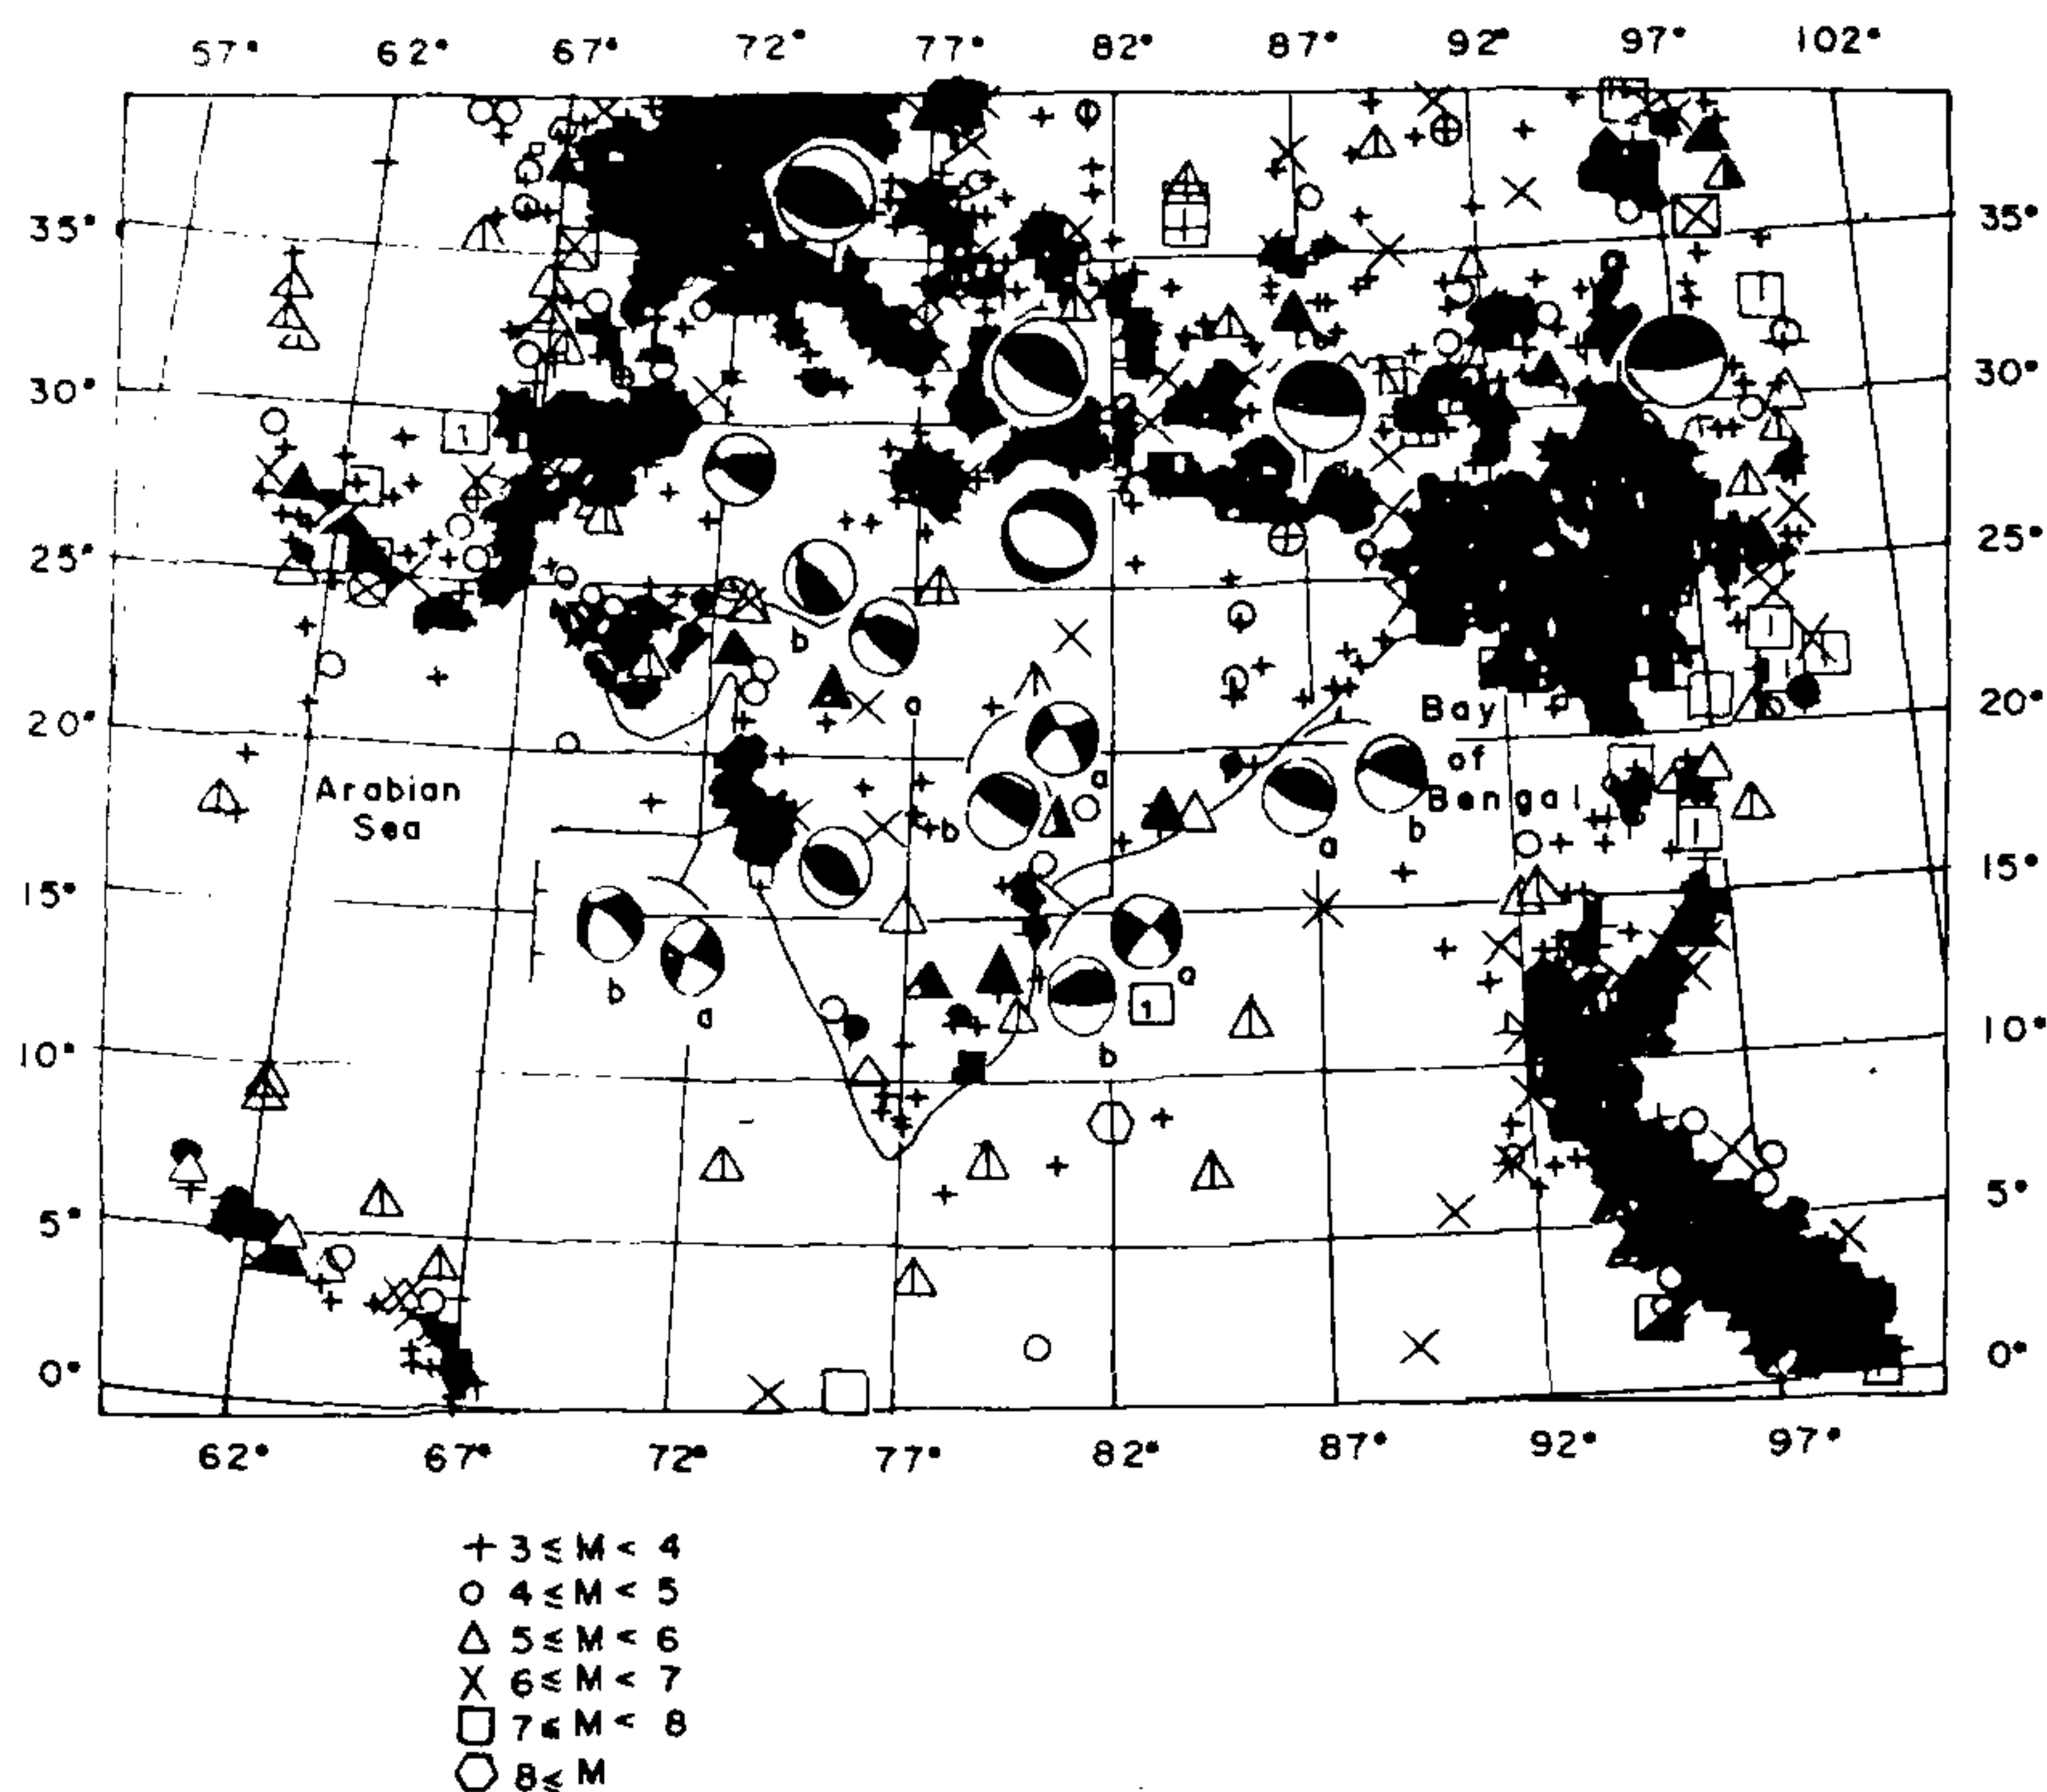 57° 62° 67° 72° 77° 82° 87° 92° 97° 102°
35° 35°
30° 30°
25° 25°
b
a
20° Bay 20°
of
Arabian a Bengal
Sea b a b
15° 15°
b a a
b
10° 10°
5° 5°
0° 0°
62° 67° 72° 77° 82° 87° 92° 97°
+ 3 ≤ M < 4
○ 4 ≤ M < 5
△ 5 ≤ M < 6
X 6 ≤ M < 7
□ 7 ≤ M < 8
⬡ 8 ≤ M